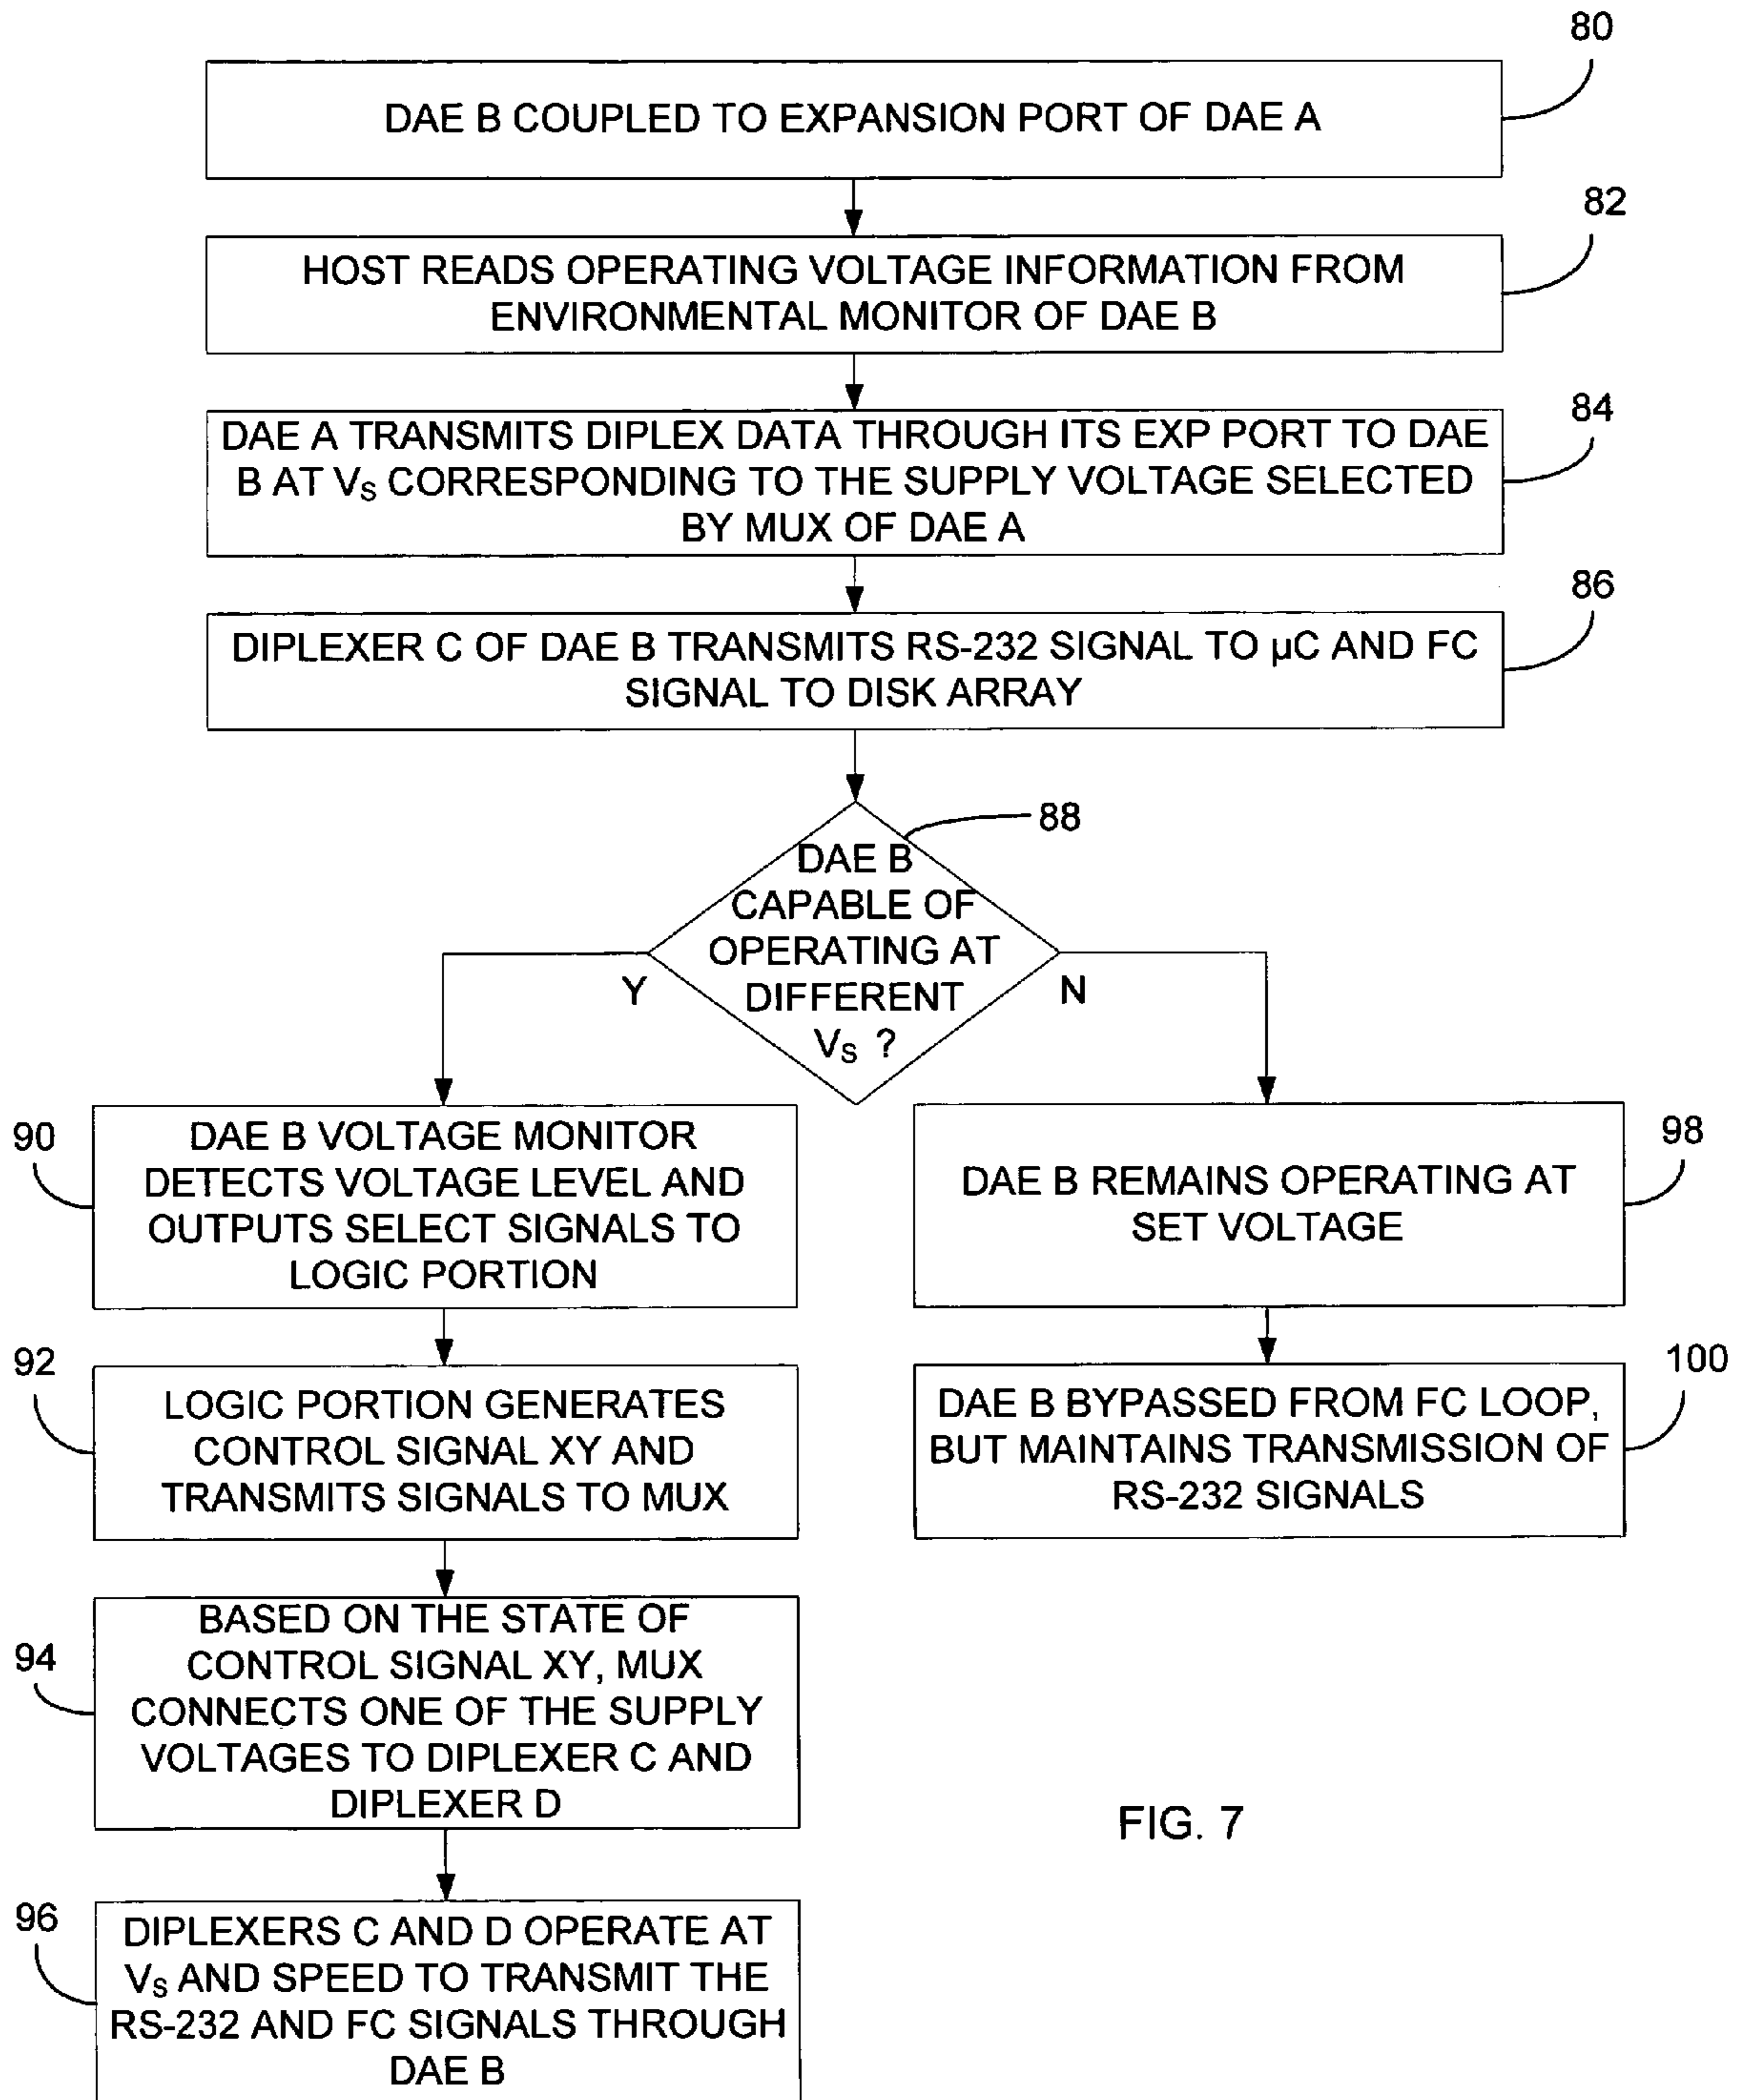 80
DAE B COUPLED TO EXPANSION PORT OF DAE A
82
HOST READS OPERATING VOLTAGE INFORMATION FROM
ENVIRONMENTAL MONITOR OF DAE B
84
DAE A TRANSMITS DIPLEX DATA THROUGH ITS EXP PORT TO DAE
B AT VS CORRESPONDING TO THE SUPPLY VOLTAGE SELECTED
BY MUX OF DAE A
86
DIPLEXER C OF DAE B TRANSMITS RS-232 SIGNAL TO µC AND FC
SIGNAL TO DISK ARRAY
88
DAE B
CAPABLE OF
OPERATING AT
DIFFERENT
VS ?
Y
N
90
DAE B VOLTAGE MONITOR
DETECTS VOLTAGE LEVEL AND
OUTPUTS SELECT SIGNALS TO
LOGIC PORTION
98
DAE B REMAINS OPERATING AT
SET VOLTAGE
92
LOGIC PORTION GENERATES
CONTROL SIGNAL XY AND
TRANSMITS SIGNALS TO MUX
100
DAE B BYPASSED FROM FC LOOP,
BUT MAINTAINS TRANSMISSION OF
RS-232 SIGNALS
94
BASED ON THE STATE OF
CONTROL SIGNAL XY, MUX
CONNECTS ONE OF THE SUPPLY
VOLTAGES TO DIPLEXER C AND
DIPLEXER D
96
DIPLEXERS C AND D OPERATE AT
VS AND SPEED TO TRANSMIT THE
RS-232 AND FC SIGNALS THROUGH
DAE B
FIG. 7